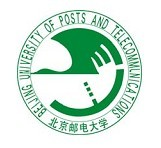 BEIJING UNIVERSITY OF POSTS AND TELECOMMUNICATIONS
北京邮电大学